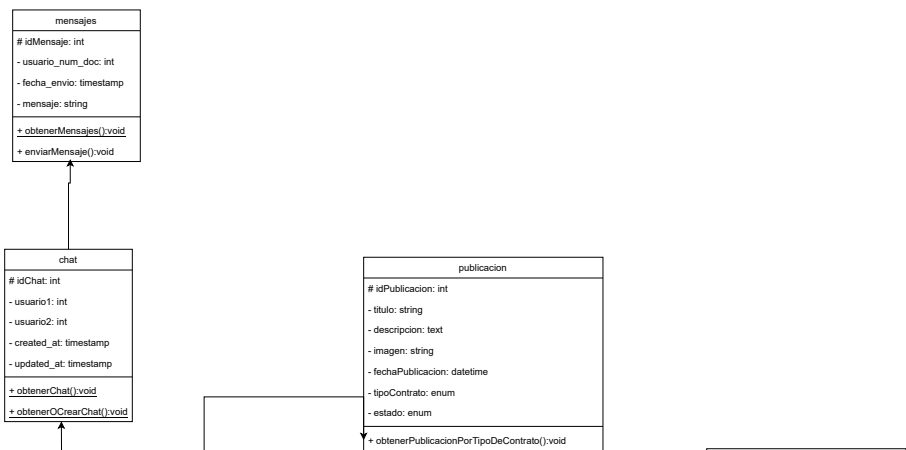 mensajes
# idMensaje: int
- usuario_num_doc: int
- fecha_envio: timestamp
- mensaje: string
+ obtenerMensajes():void
+ enviarMensaje():void
chat
# idChat: int
- usuario1: int
- usuario2: int
- created_at: timestamp
- updated_at: timestamp
+ obtenerChat():void
+ obtenerOCrearChat():void
publicacion
# idPublicacion: int
- titulo: string
- descripcion: text
- imagen: string
- fechaPublicacion: datetime
- tipoContrato: enum
- estado: enum
+ obtenerPublicacionPorTipoDeContrato():void